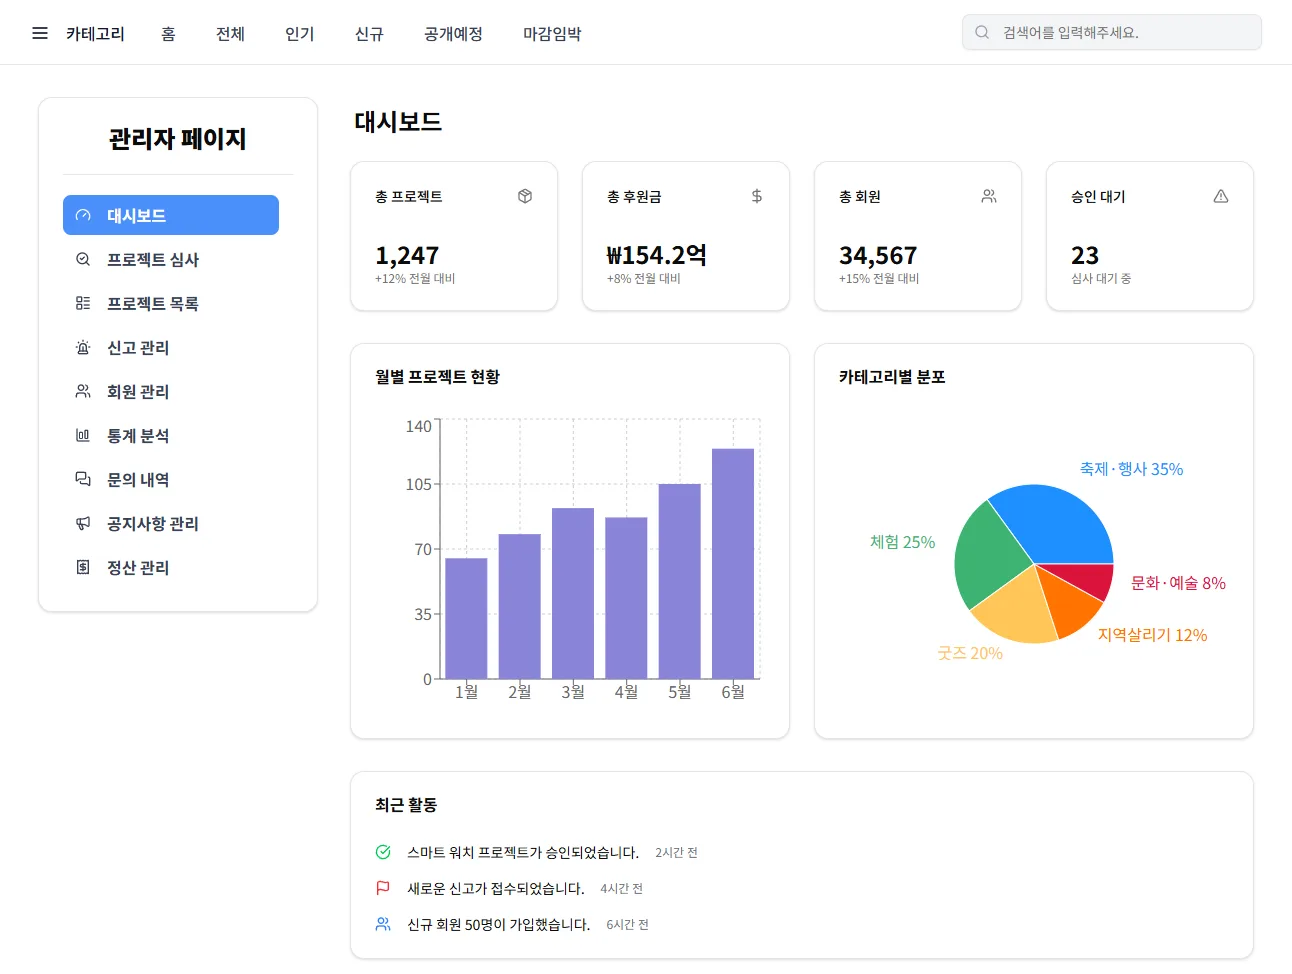 카테고리 홈 전체 인기 신규 공개예정 마감임박 검색어를 입력해주세요.
관리자 페이지
대시보드
프로젝트 심사
프로젝트 목록
신고 관리
회원 관리
통계 분석
문의 내역
공지사항 관리
정산 관리
대시보드
총 프로젝트
1,247
+12% 전월 대비
총 후원금
₩154.2억
+8% 전월 대비
총 회원
34,567
+15% 전월 대비
승인 대기
23
심사 대기 중
월별 프로젝트 현황
140
105
70
35
0
1월 2월 3월 4월 5월 6월
카테고리별 분포
축제·행사 35%
체험 25%
문화·예술 8%
지역살리기 12%
굿즈 20%
최근 활동
스마트 워치 프로젝트가 승인되었습니다. 2시간 전
새로운 신고가 접수되었습니다. 4시간 전
신규 회원 50명이 가입했습니다. 6시간 전